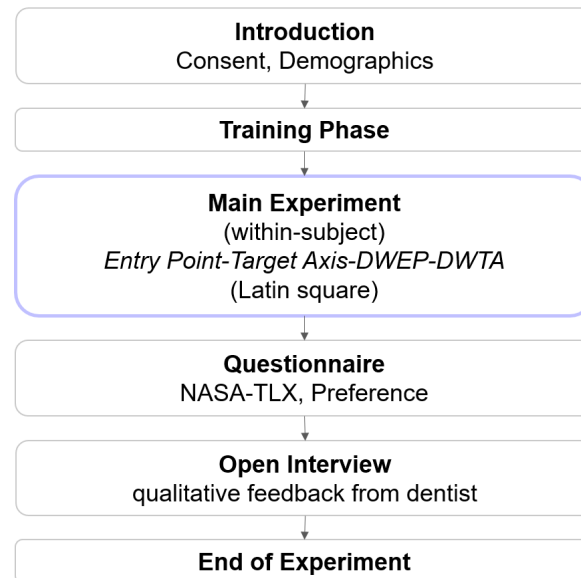 Introduction
Consent, Demographics
Training Phase
Main Experiment
(within-subject)
Entry Point-Target Axis-DWEP-DWTA
(Latin square)
Questionnaire
NASA-TLX, Preference
Open Interview
qualitative feedback from dentist
End of Experiment